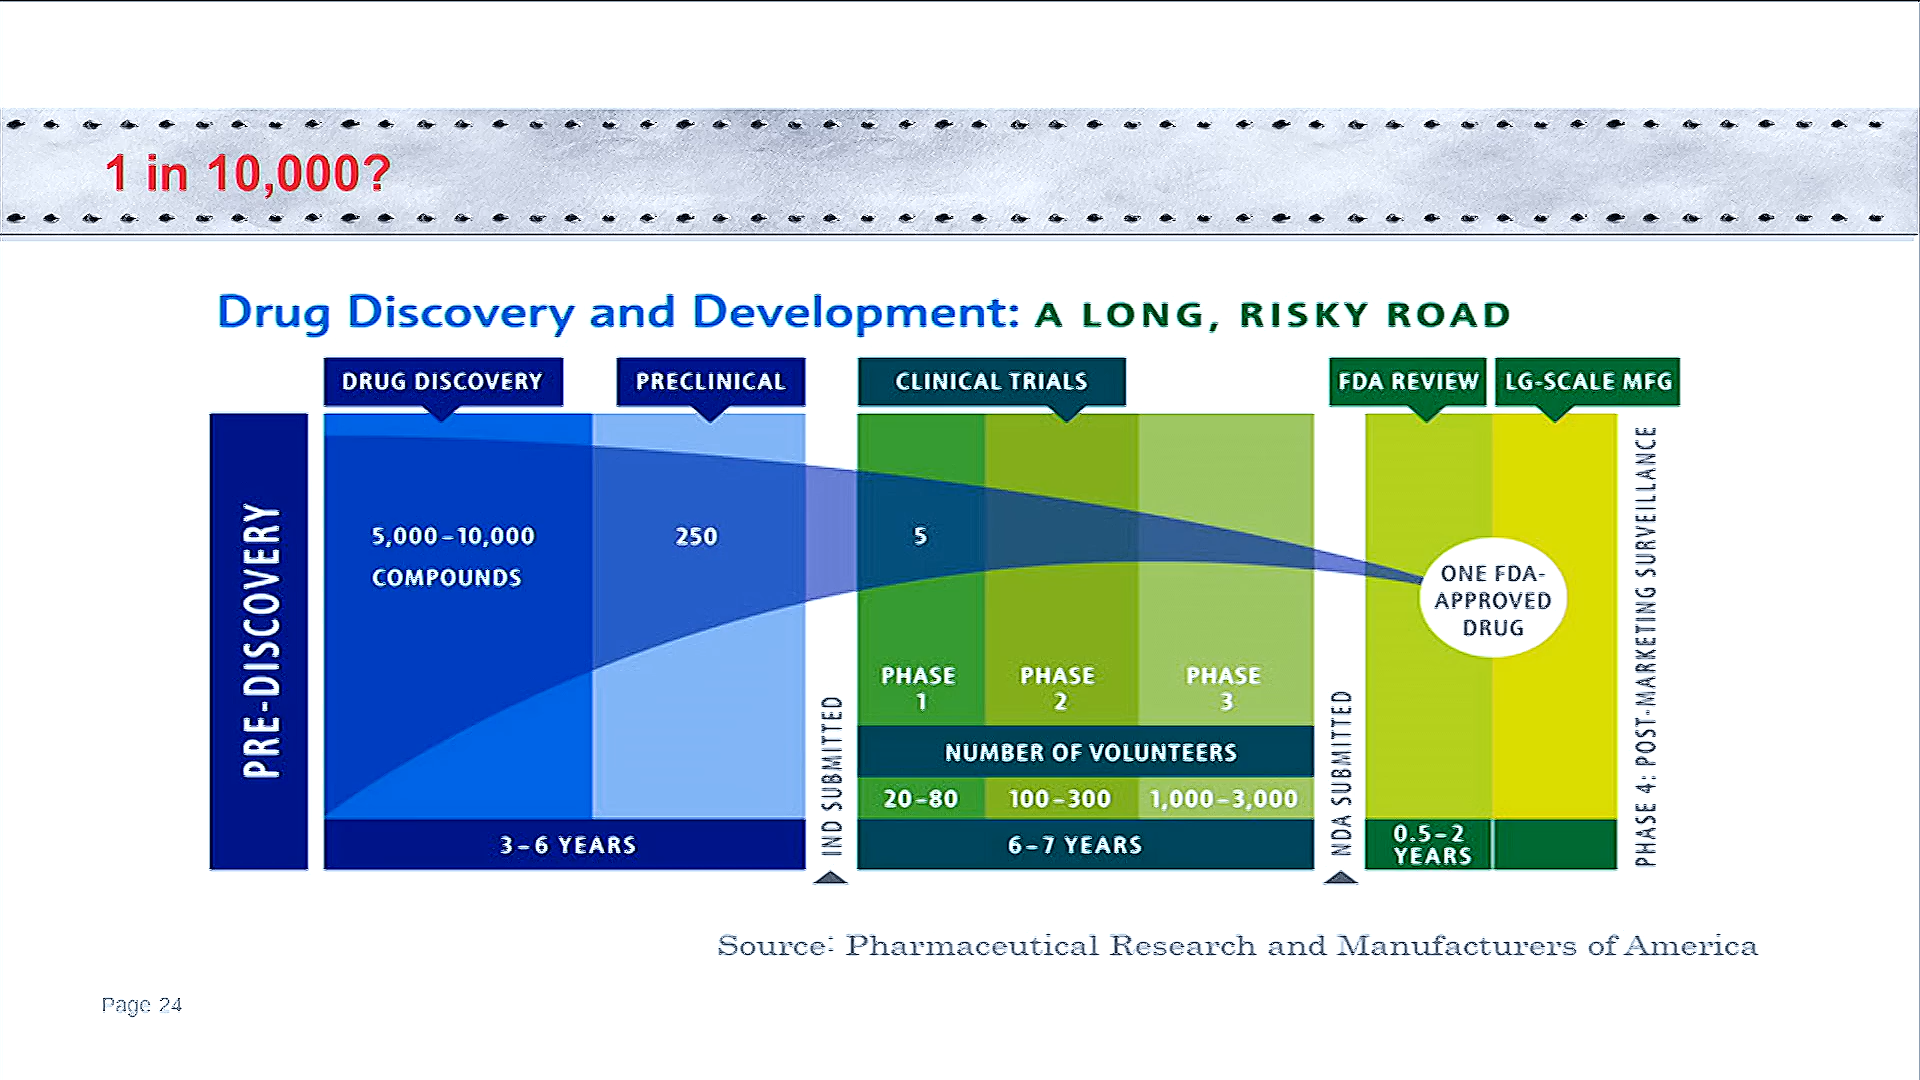 1 in 10,000?
Drug Discovery and Development: A LONG, RISKY ROAD
DRUG DISCOVERY
PRECLINICAL
CLINICAL TRIALS
FDA REVIEW
LG-SCALE MFG
PRE-DISCOVERY
5,000–10,000
COMPOUNDS
250
5
ONE FDA-
APPROVED
DRUG
PHASE
1
PHASE
2
PHASE
3
NUMBER OF VOLUNTEERS
20–80
100–300
1,000–3,000
3–6 YEARS
IND SUBMITTED
6–7 YEARS
NDA SUBMITTED
0.5–2
YEARS
PHASE 4: POST-MARKETING SURVEILLANCE
Source: Pharmaceutical Research and Manufacturers of America
Page 24